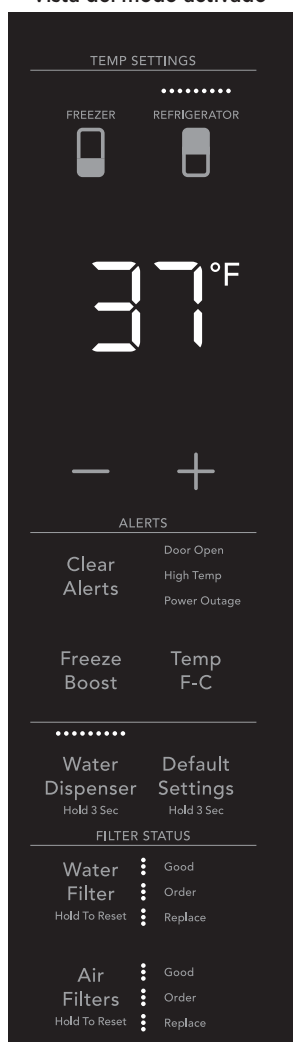 Vista del modo activado
TEMP SETTINGS
FREEZER REFRIGERATOR
37°F
— +
ALERTS
Clear
Alerts
Door Open
High Temp
Power Outage
Freeze
Boost
Temp
F-C
Water
Dispenser
Hold 3 Sec
Default
Settings
Hold 3 Sec
FILTER STATUS
Water
Filter
Hold To Reset
Good
Order
Replace
Air
Filters
Hold To Reset
Good
Order
Replace